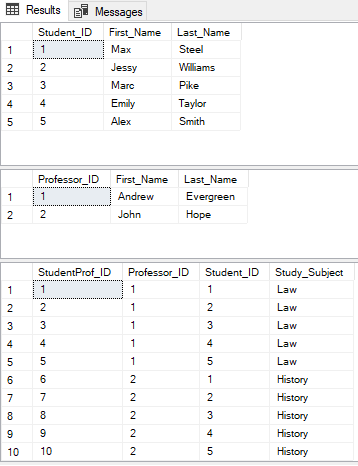 Results Messages
Student_ID First_Name Last_Name
1 1 Max Steel
2 2 Jessy Williams
3 3 Marc Pike
4 4 Emily Taylor
5 5 Alex Smith
Professor_ID First_Name Last_Name
1 1 Andrew Evergreen
2 2 John Hope
StudentProf_ID Professor_ID Student_ID Study_Subject
1 1 1 1 Law
2 2 1 2 Law
3 3 1 3 Law
4 4 1 4 Law
5 5 1 5 Law
6 6 2 1 History
7 7 2 2 History
8 8 2 3 History
9 9 2 4 History
10 10 2 5 History